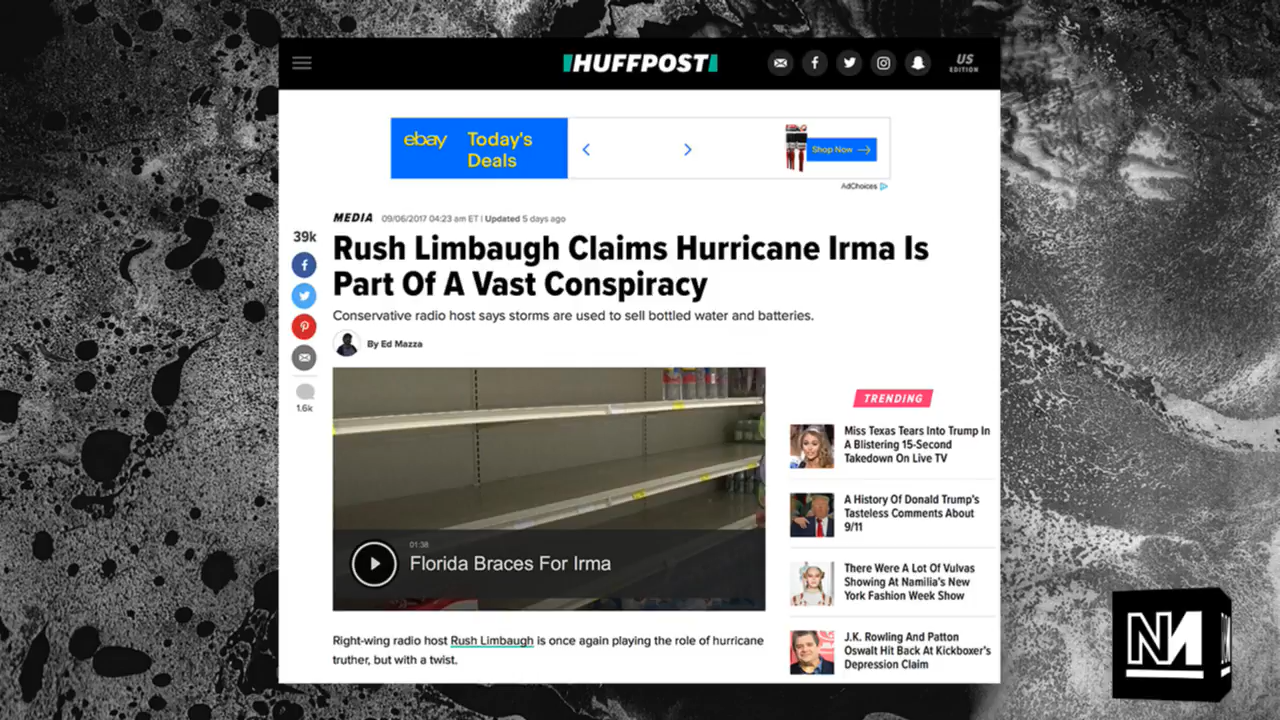 HUFFPOST
US
EDITION
ebay
Today's
Deals
Shop Now
AdChoices
MEDIA 09/06/2017 04:23 am ET | Updated 5 days ago
39k
Rush Limbaugh Claims Hurricane Irma Is
Part Of A Vast Conspiracy
Conservative radio host says storms are used to sell bottled water and batteries.
By Ed Mazza
1.6k
01:38
Florida Braces For Irma
Right-wing radio host Rush Limbaugh is once again playing the role of hurricane
truther, but with a twist.
TRENDING
Miss Texas Tears Into Trump In
A Blistering 15-Second
Takedown On Live TV
A History Of Donald Trump's
Tasteless Comments About
9/11
There Were A Lot Of Vulvas
Showing At Namilia's New
York Fashion Week Show
J.K. Rowling And Patton
Oswalt Hit Back At Kickboxer's
Depression Claim
NM